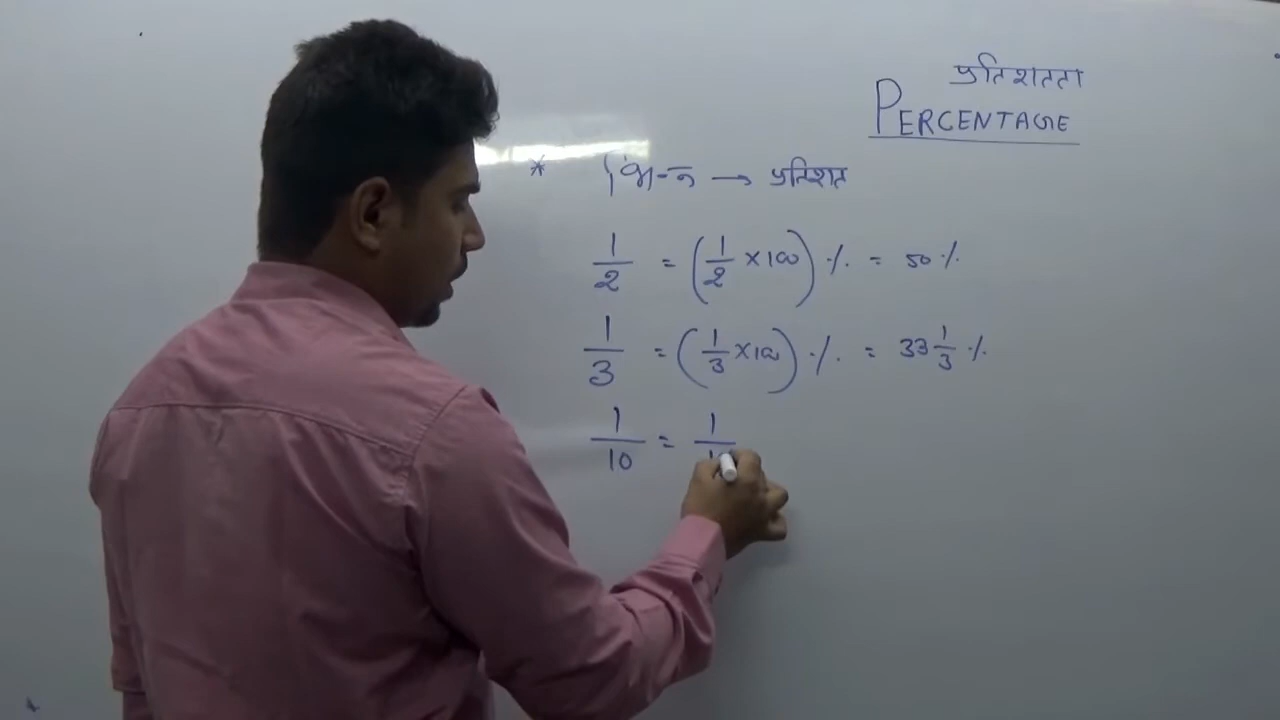 प्रतिशतता
PERCENTAGE
* भिन्न → प्रतिशत
1/2 = (1/2 × 100) % = 50 %
1/3 = (1/3 × 100) % = 33 1/3 %
1/10 = 1/10